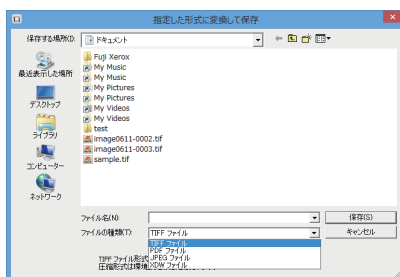 指定した形式に変換して保存
保存する場所(I):
ドキュメント
最近表示した場所
デスクトップ
ライブラリ
コンピューター
ネットワーク
Fuji Xerox
My Music
My Music
My Pictures
My Pictures
My Videos
My Videos
test
image0611-0002.tif
image0611-0003.tif
sample.tif
ファイル名(N):
保存(S)
ファイルの種類(T):
TIFF ファイル
キャンセル
TIFF ファイル
PDF ファイル
JPEG ファイル
XDW ファイル
TIFF ファイル形式
圧縮形式は環境